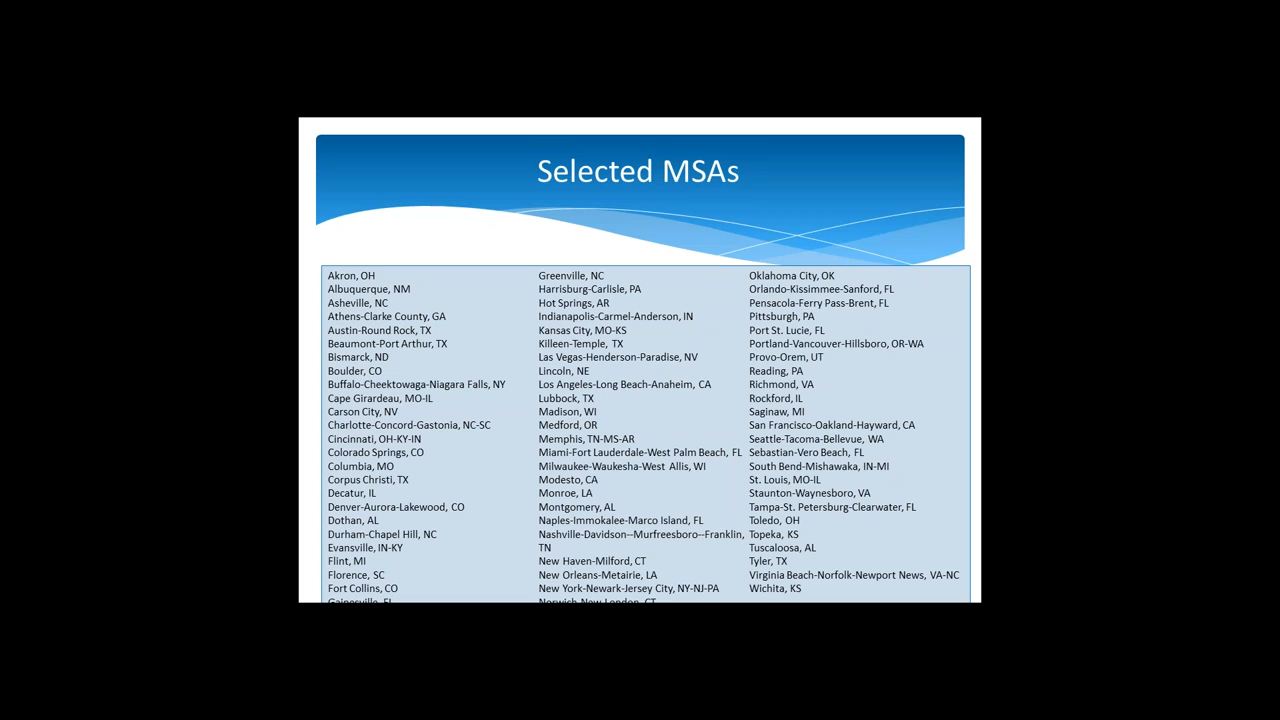 Selected MSAs
Akron, OH
Albuquerque, NM
Asheville, NC
Athens-Clarke County, GA
Austin-Round Rock, TX
Beaumont-Port Arthur, TX
Bismarck, ND
Boulder, CO
Buffalo-Cheektowaga-Niagara Falls, NY
Cape Girardeau, MO-IL
Carson City, NV
Charlotte-Concord-Gastonia, NC-SC
Cincinnati, OH-KY-IN
Colorado Springs, CO
Columbia, MO
Corpus Christi, TX
Decatur, IL
Denver-Aurora-Lakewood, CO
Dothan, AL
Durham-Chapel Hill, NC
Evansville, IN-KY
Flint, MI
Florence, SC
Fort Collins, CO
Gainesville, FL
Greenville, NC
Harrisburg-Carlisle, PA
Hot Springs, AR
Indianapolis-Carmel-Anderson, IN
Kansas City, MO-KS
Killeen-Temple, TX
Las Vegas-Henderson-Paradise, NV
Lincoln, NE
Los Angeles-Long Beach-Anaheim, CA
Lubbock, TX
Madison, WI
Medford, OR
Memphis, TN-MS-AR
Miami-Fort Lauderdale-West Palm Beach, FL
Milwaukee-Waukesha-West Allis, WI
Modesto, CA
Monroe, LA
Montgomery, AL
Naples-Immokalee-Marco Island, FL
Nashville-Davidson--Murfreesboro--Franklin,
TN
New Haven-Milford, CT
New Orleans-Metairie, LA
New York-Newark-Jersey City, NY-NJ-PA
Norwich-New London, CT
Oklahoma City, OK
Orlando-Kissimmee-Sanford, FL
Pensacola-Ferry Pass-Brent, FL
Pittsburgh, PA
Port St. Lucie, FL
Portland-Vancouver-Hillsboro, OR-WA
Provo-Orem, UT
Reading, PA
Richmond, VA
Rockford, IL
Saginaw, MI
San Francisco-Oakland-Hayward, CA
Seattle-Tacoma-Bellevue, WA
Sebastian-Vero Beach, FL
South Bend-Mishawaka, IN-MI
St. Louis, MO-IL
Staunton-Waynesboro, VA
Tampa-St. Petersburg-Clearwater, FL
Toledo, OH
Topeka, KS
Tuscaloosa, AL
Tyler, TX
Virginia Beach-Norfolk-Newport News, VA-NC
Wichita, KS